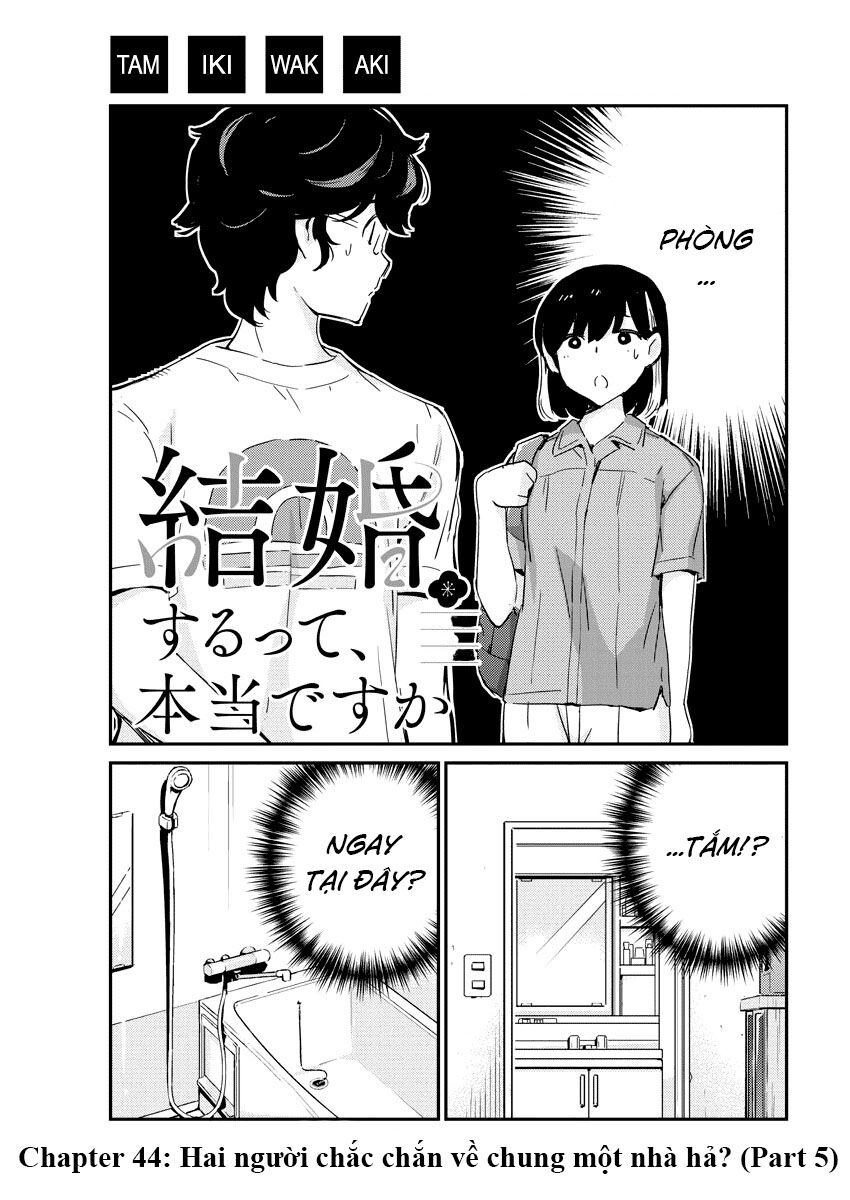 TAM IKI WAK AKI
PHÒNG
...
結婚
するって、
本当ですか
...TẮM!?
NGAY
TẠI ĐÂY?
Chapter 44: Hai người chắc chắn về chung một nhà hả? (Part 5)